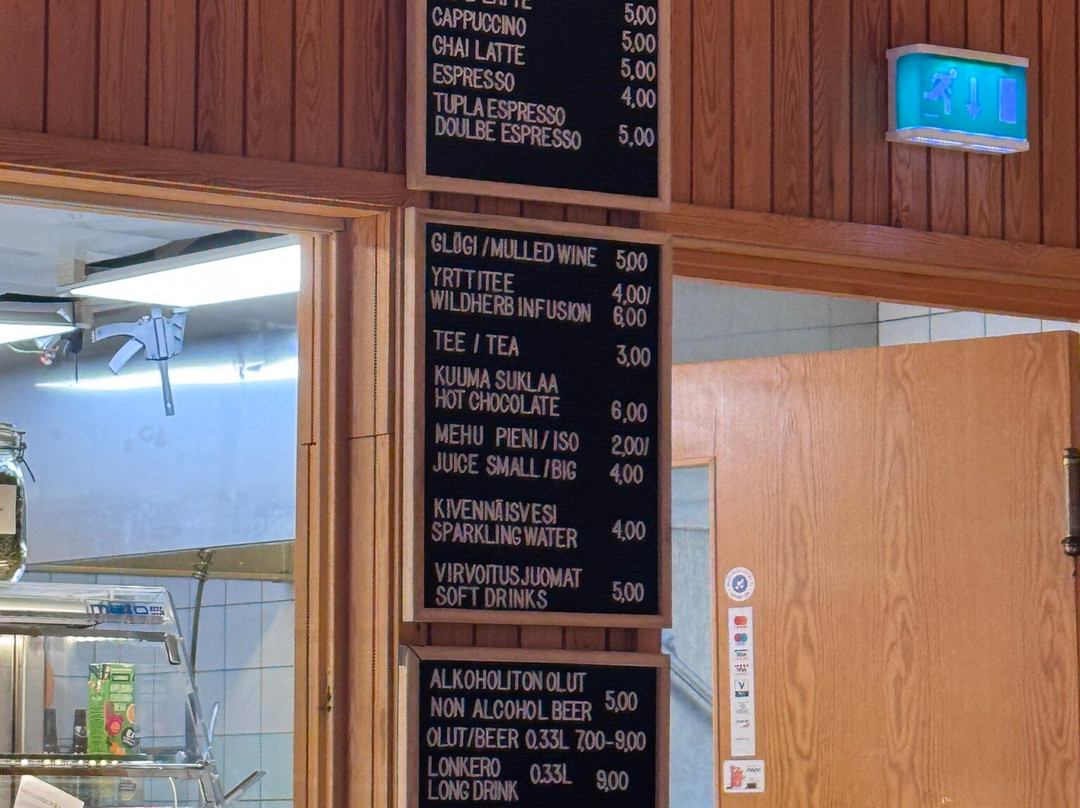 LATTE 5,00
CAPPUCCINO 5,00
CHAI LATTE 5,00
ESPRESSO 4,00
TUPLA ESPRESSO
DOULBE ESPRESSO 5,00
GLÖGI / MULLED WINE 5,00
YRTTITEE 4,00/
WILDHERB INFUSION 6,00
TEE / TEA 3,00
KUUMA SUKLAA
HOT CHOCOLATE 6,00
MEHU PIENI / ISO 2,00/
JUICE SMALL / BIG 4,00
KIVENNÄISVESI
SPARKLING WATER 4,00
VIRVOITUSJUOMAT
SOFT DRINKS 5,00
ALKOHOLITON OLUT
NON ALCOHOL BEER 5,00
OLUT/BEER 0.33L 7,00-9,00
LONKERO
LONG DRINK 0.33L 9,00